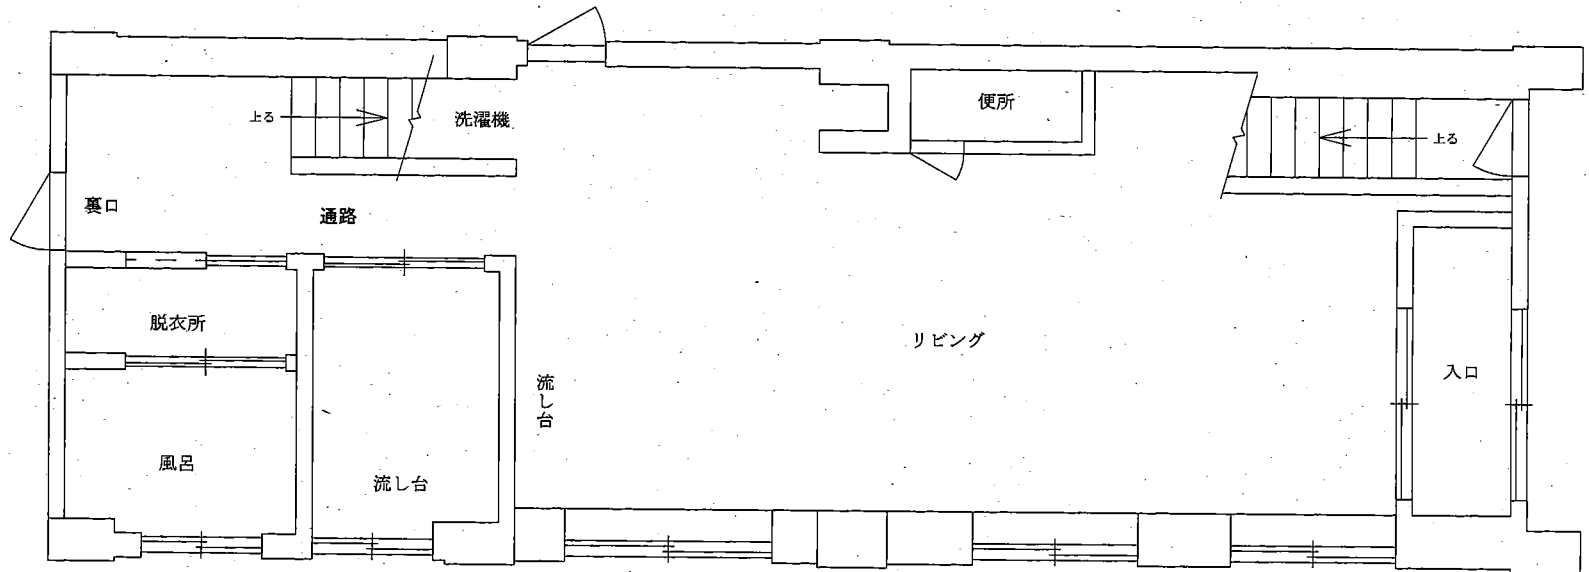 便所
上る
洗濯機
上る
裏口
通路
脱衣所
リビング
入口
流し台
風呂
流し台